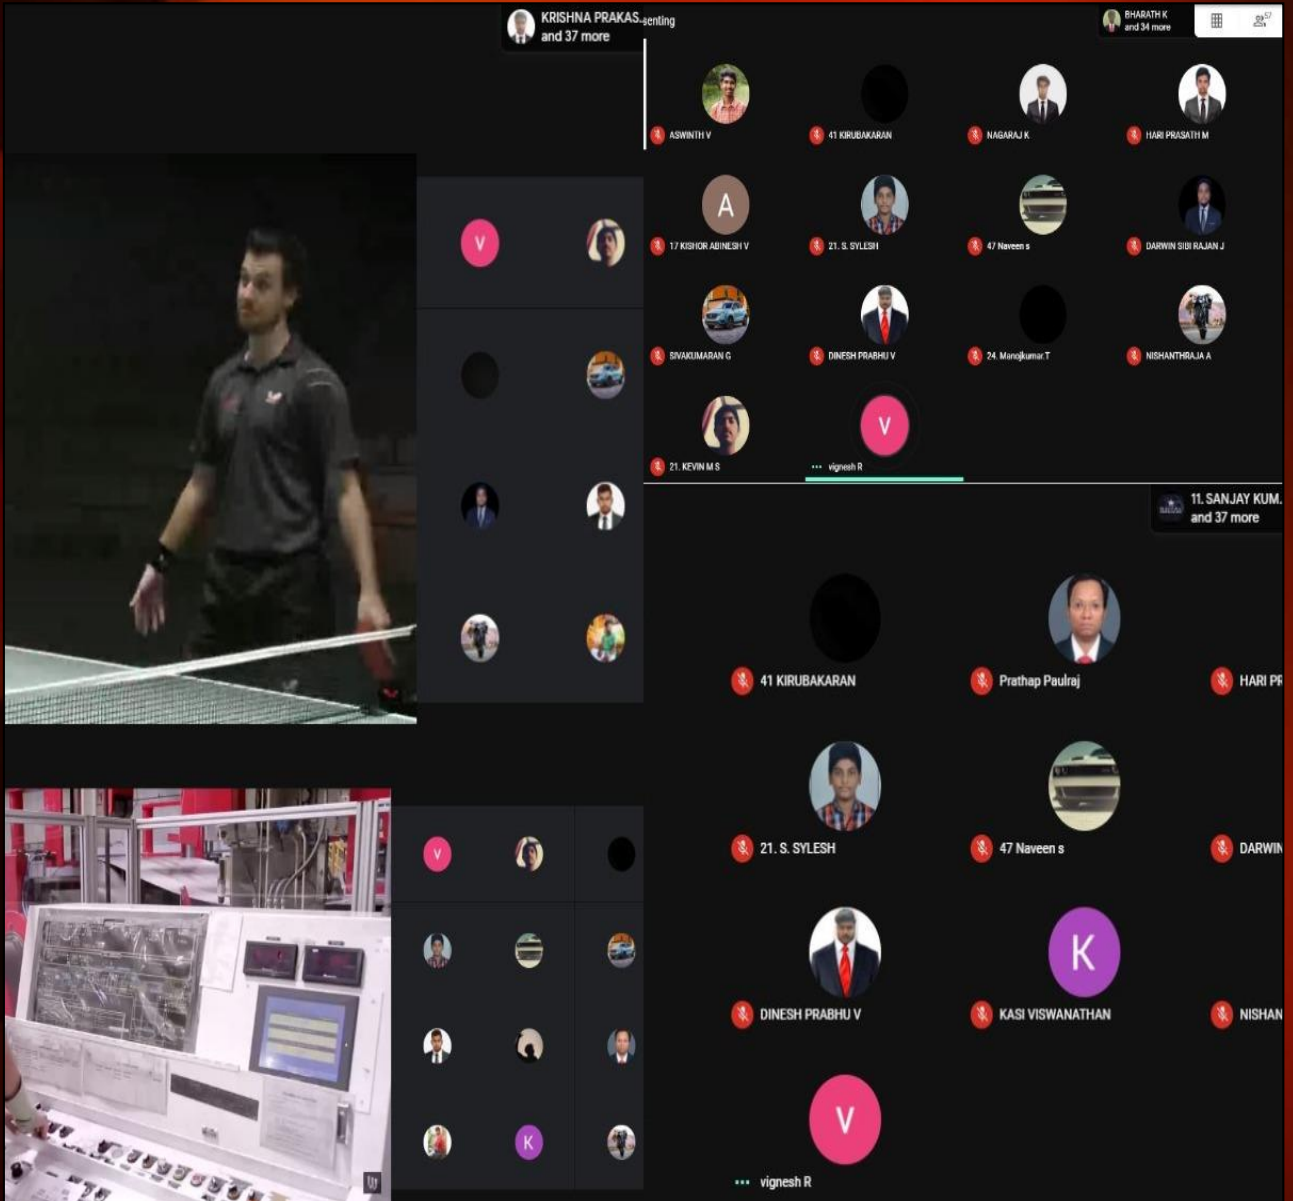 KRISHNA PRAKAS..
and 37 more
V
senting
BHARATH K
and 34 more
57
ASWINTH V
41 KIRUBAKARAN
NAGARAJ K
HARI PRASATH M
A
17 KISHOR ABINESH V
21. S. SYLESH
47 Naveen s
DARWIN SIBI RAJAN J
SIVAKUMARAN G
DINESH PRABHU V
24. Manojkumar.T
NISHANTHRAJA A
21. KEVIN M S
V
vignesh R
11. SANJAY KUM.
and 37 more
41 KIRUBAKARAN
Prathap Paulraj
HARI PR
21. S. SYLESH
47 Naveen s
DARWIN
DINESH PRABHU V
K
KASI VISWANATHAN
NISHAN
V
vignesh R
V
K